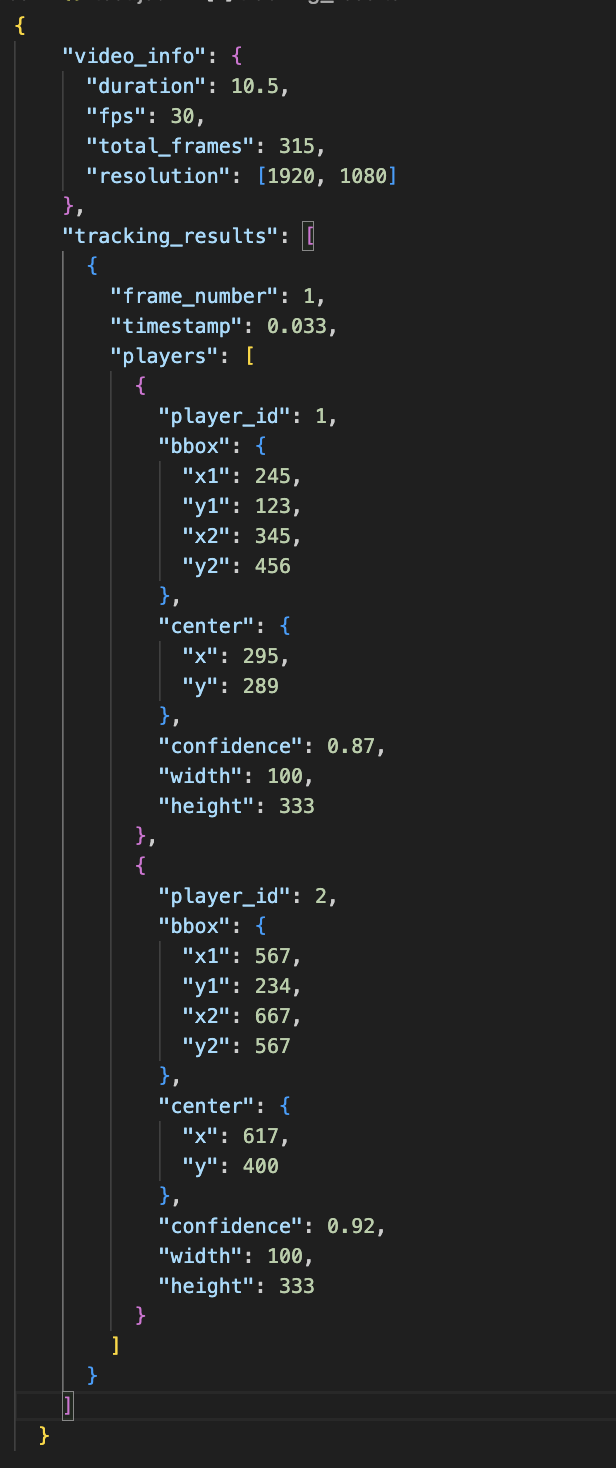 {
"video_info": {
"duration": 10.5,
"fps": 30,
"total_frames": 315,
"resolution": [1920, 1080]
},
"tracking_results": [
{
"frame_number": 1,
"timestamp": 0.033,
"players": [
{
"player_id": 1,
"bbox": {
"x1": 245,
"y1": 123,
"x2": 345,
"y2": 456
},
"center": {
"x": 295,
"y": 289
},
"confidence": 0.87,
"width": 100,
"height": 333
},
{
"player_id": 2,
"bbox": {
"x1": 567,
"y1": 234,
"x2": 667,
"y2": 567
},
"center": {
"x": 617,
"y": 400
},
"confidence": 0.92,
"width": 100,
"height": 333
}
]
}
]
}